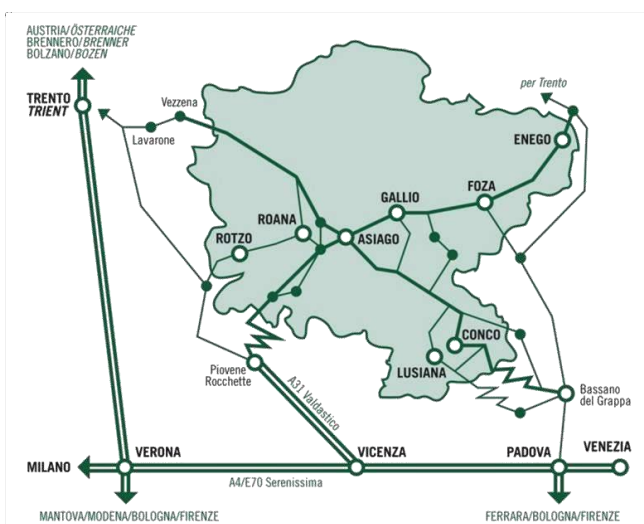 AUSTRIA/ÖSTERRAICHE
BRENNERO/BRENNER
BOLZANO/BOZEN
per Trento
TRENTO
TRIENT
Vezzena
Lavarone
ENEGO
FOZA
GALLIO
ROANA
ASIAGO
ROTZO
CONCO
LUSIANA
Piovene
Rocchette
A31 Valdastico
Bassano
del Grappa
VERONA
VICENZA
PADOVA
VENEZIA
MILANO
A4/E70 Serenissima
MANTOVA/MODENA/BOLOGNA/FIRENZE
FERRARA/BOLOGNA/FIRENZE